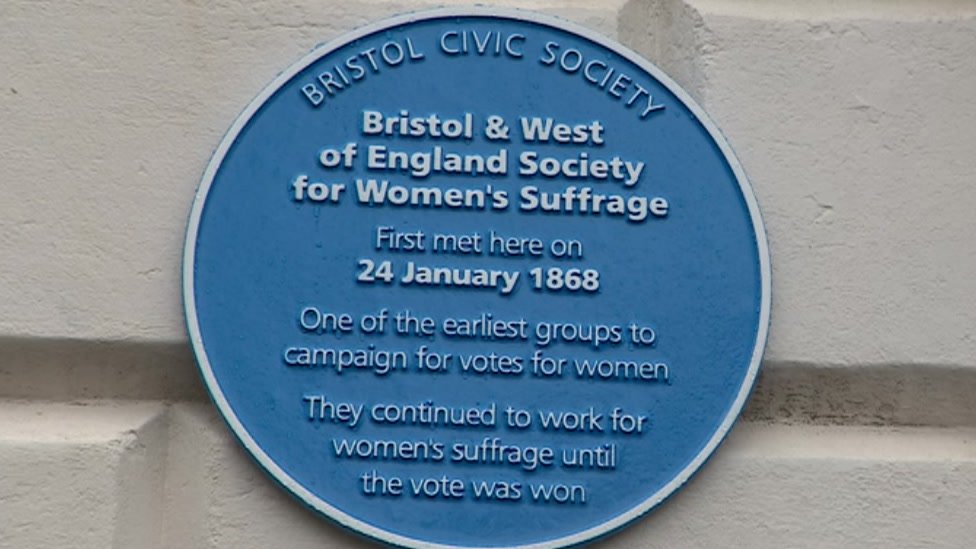 BRISTOL CIVIC SOCIETY
Bristol & West
of England Society
for Women's Suffrage
First met here on
24 January 1868
One of the earliest groups to
campaign for votes for women
They continued to work for
women's suffrage until
the vote was won